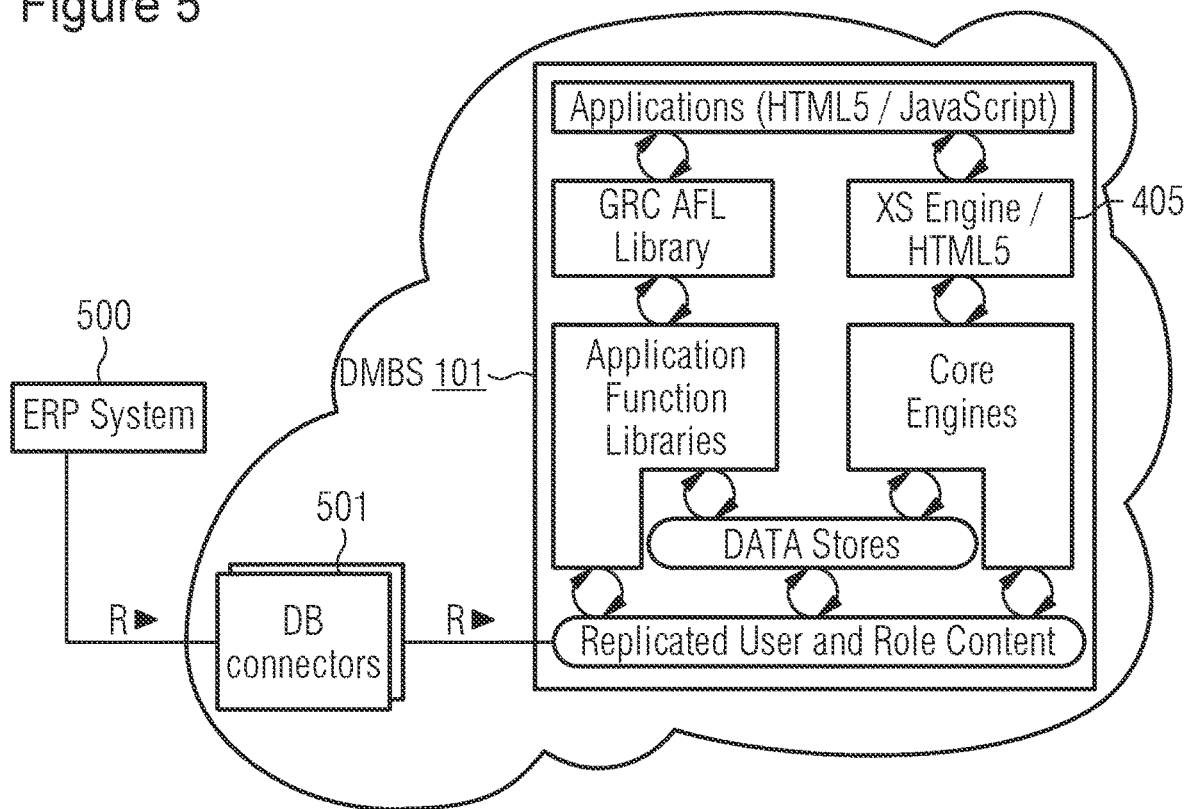 Figure 5
Applications (HTML5 / JavaScript)
GRC AFL
Library
XS Engine /
HTML5
405
500
ERP System
DMBS 101
Application
Function
Libraries
Core
Engines
501
DATA Stores
R
DB
connectors
R
Replicated User and Role Content